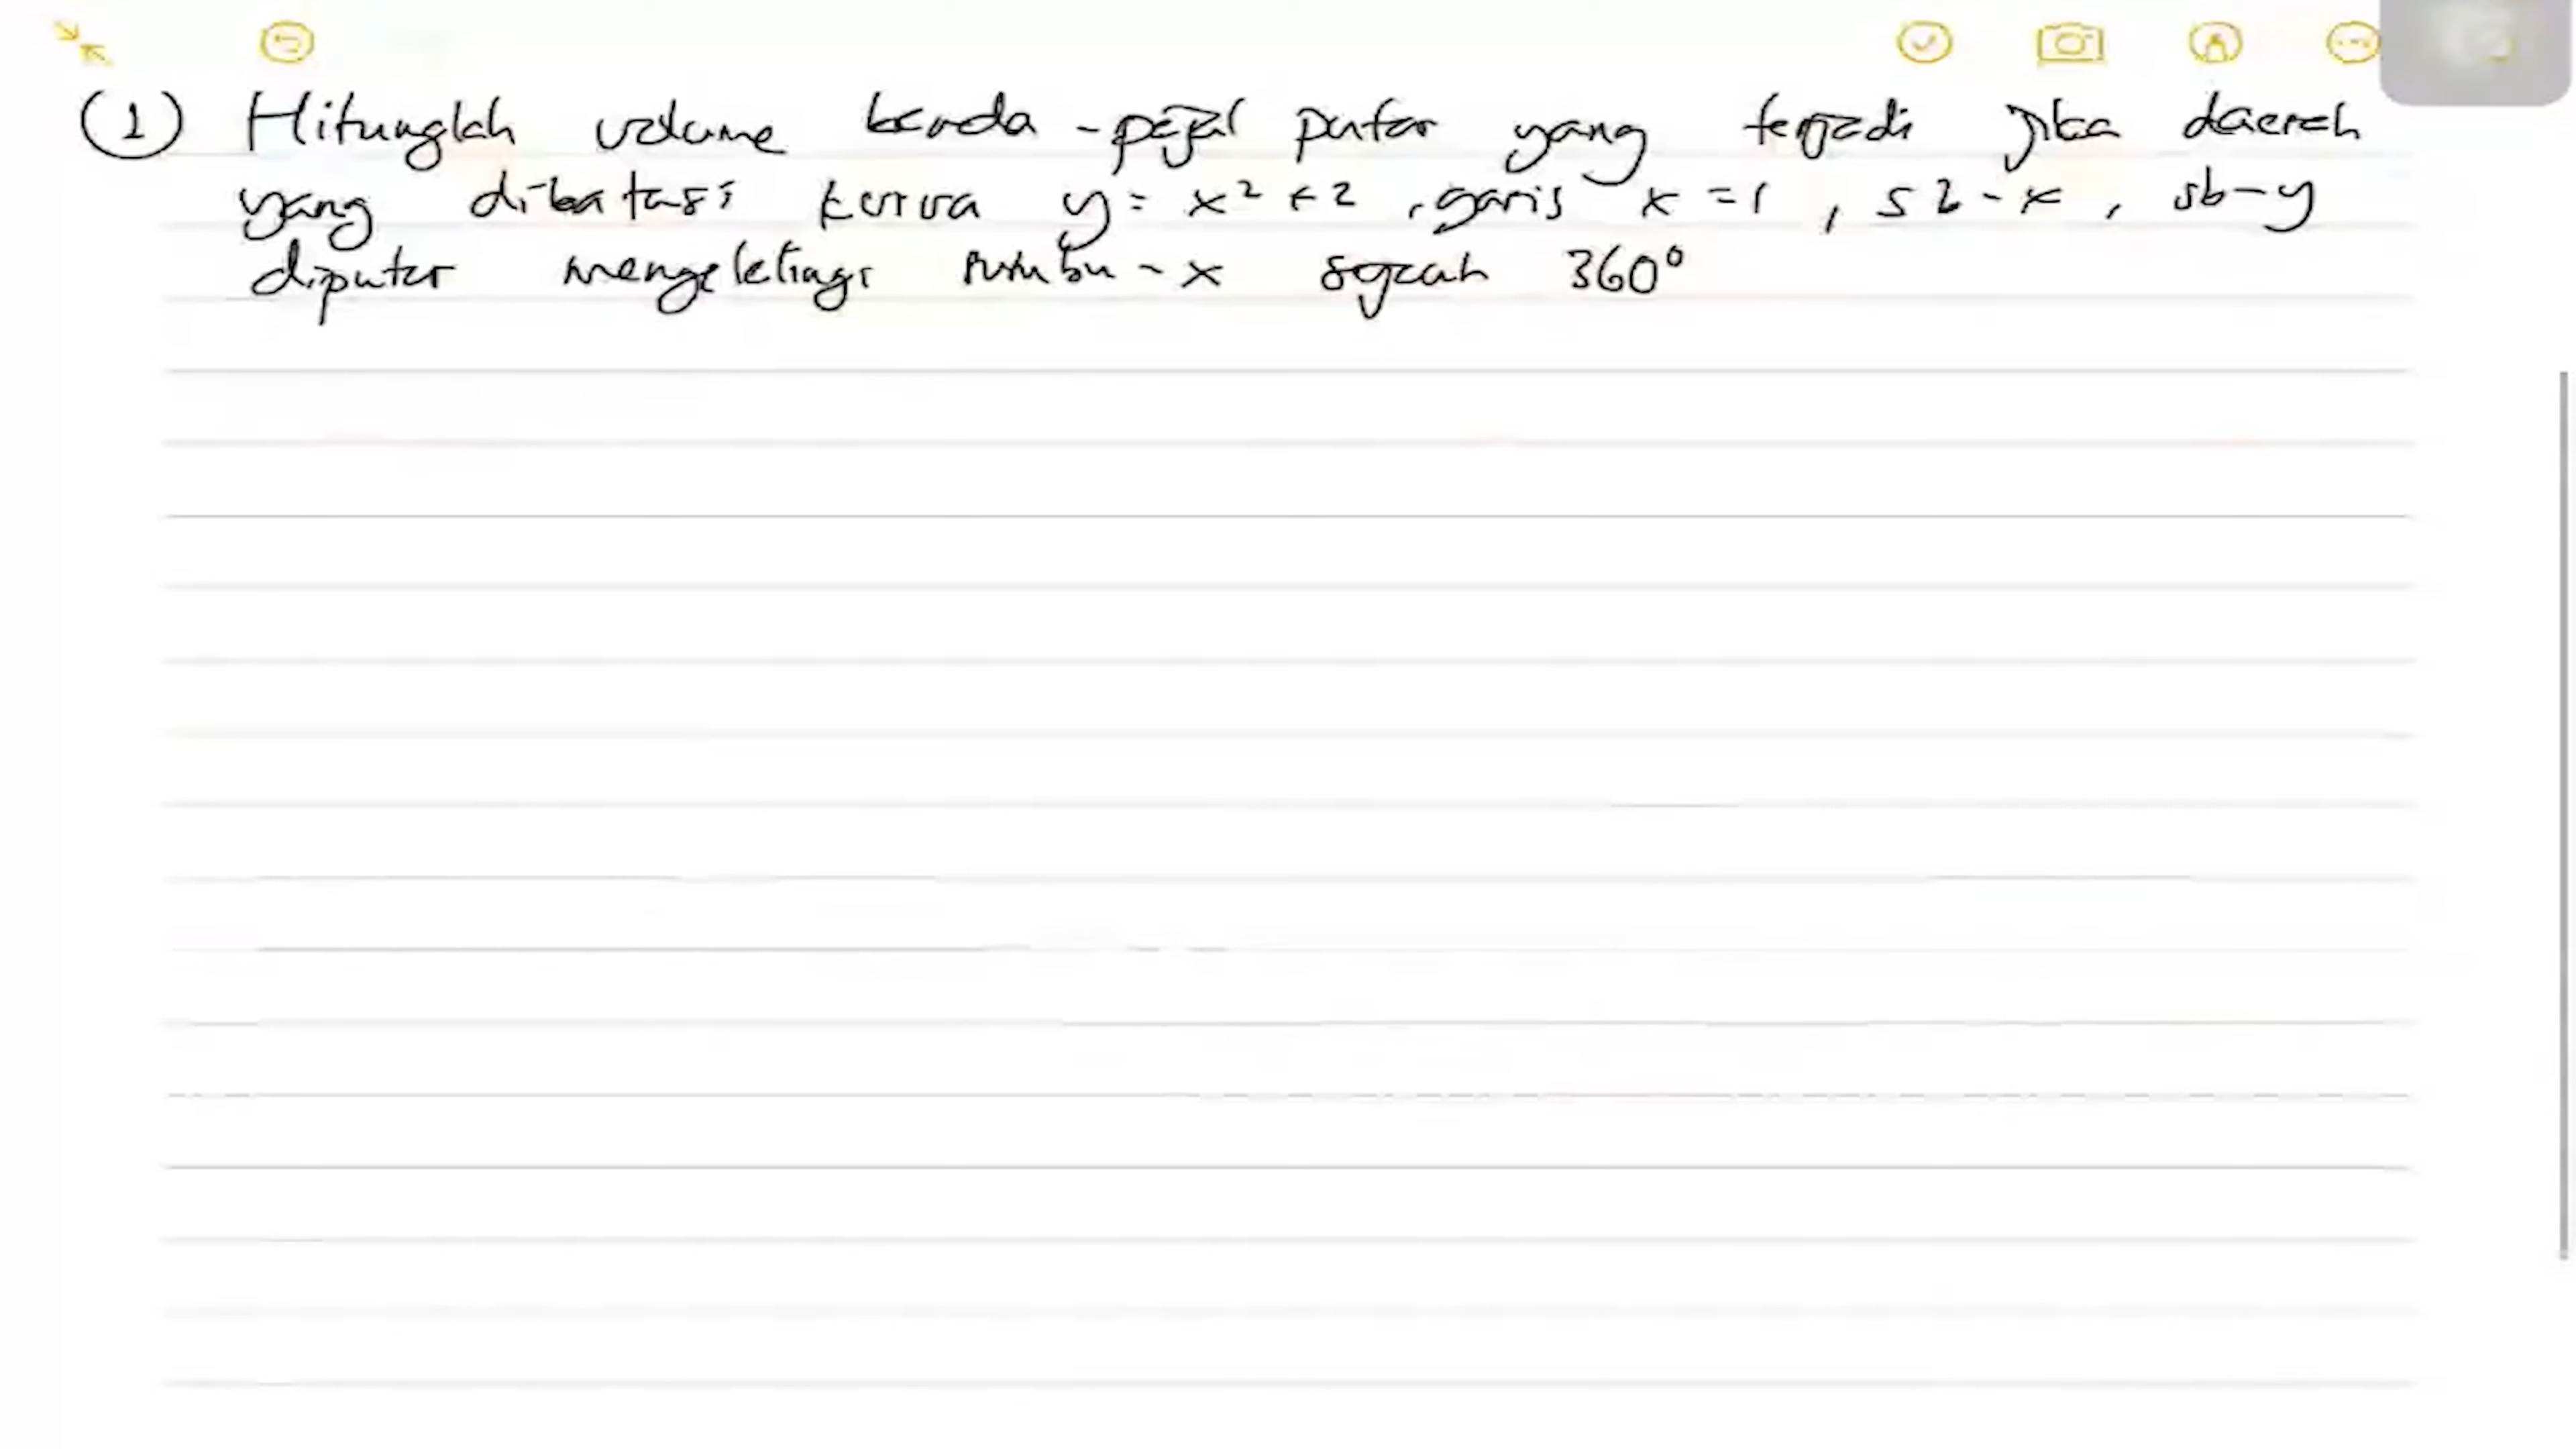 (1) Hitunglah volume benda-pejal putar yang terjadi jika daerah
yang dibatasi kurva y = x² + 2, garis x = 1, sb-x, sb-y
diputar mengelilingi sumbu-x sejauh 360°